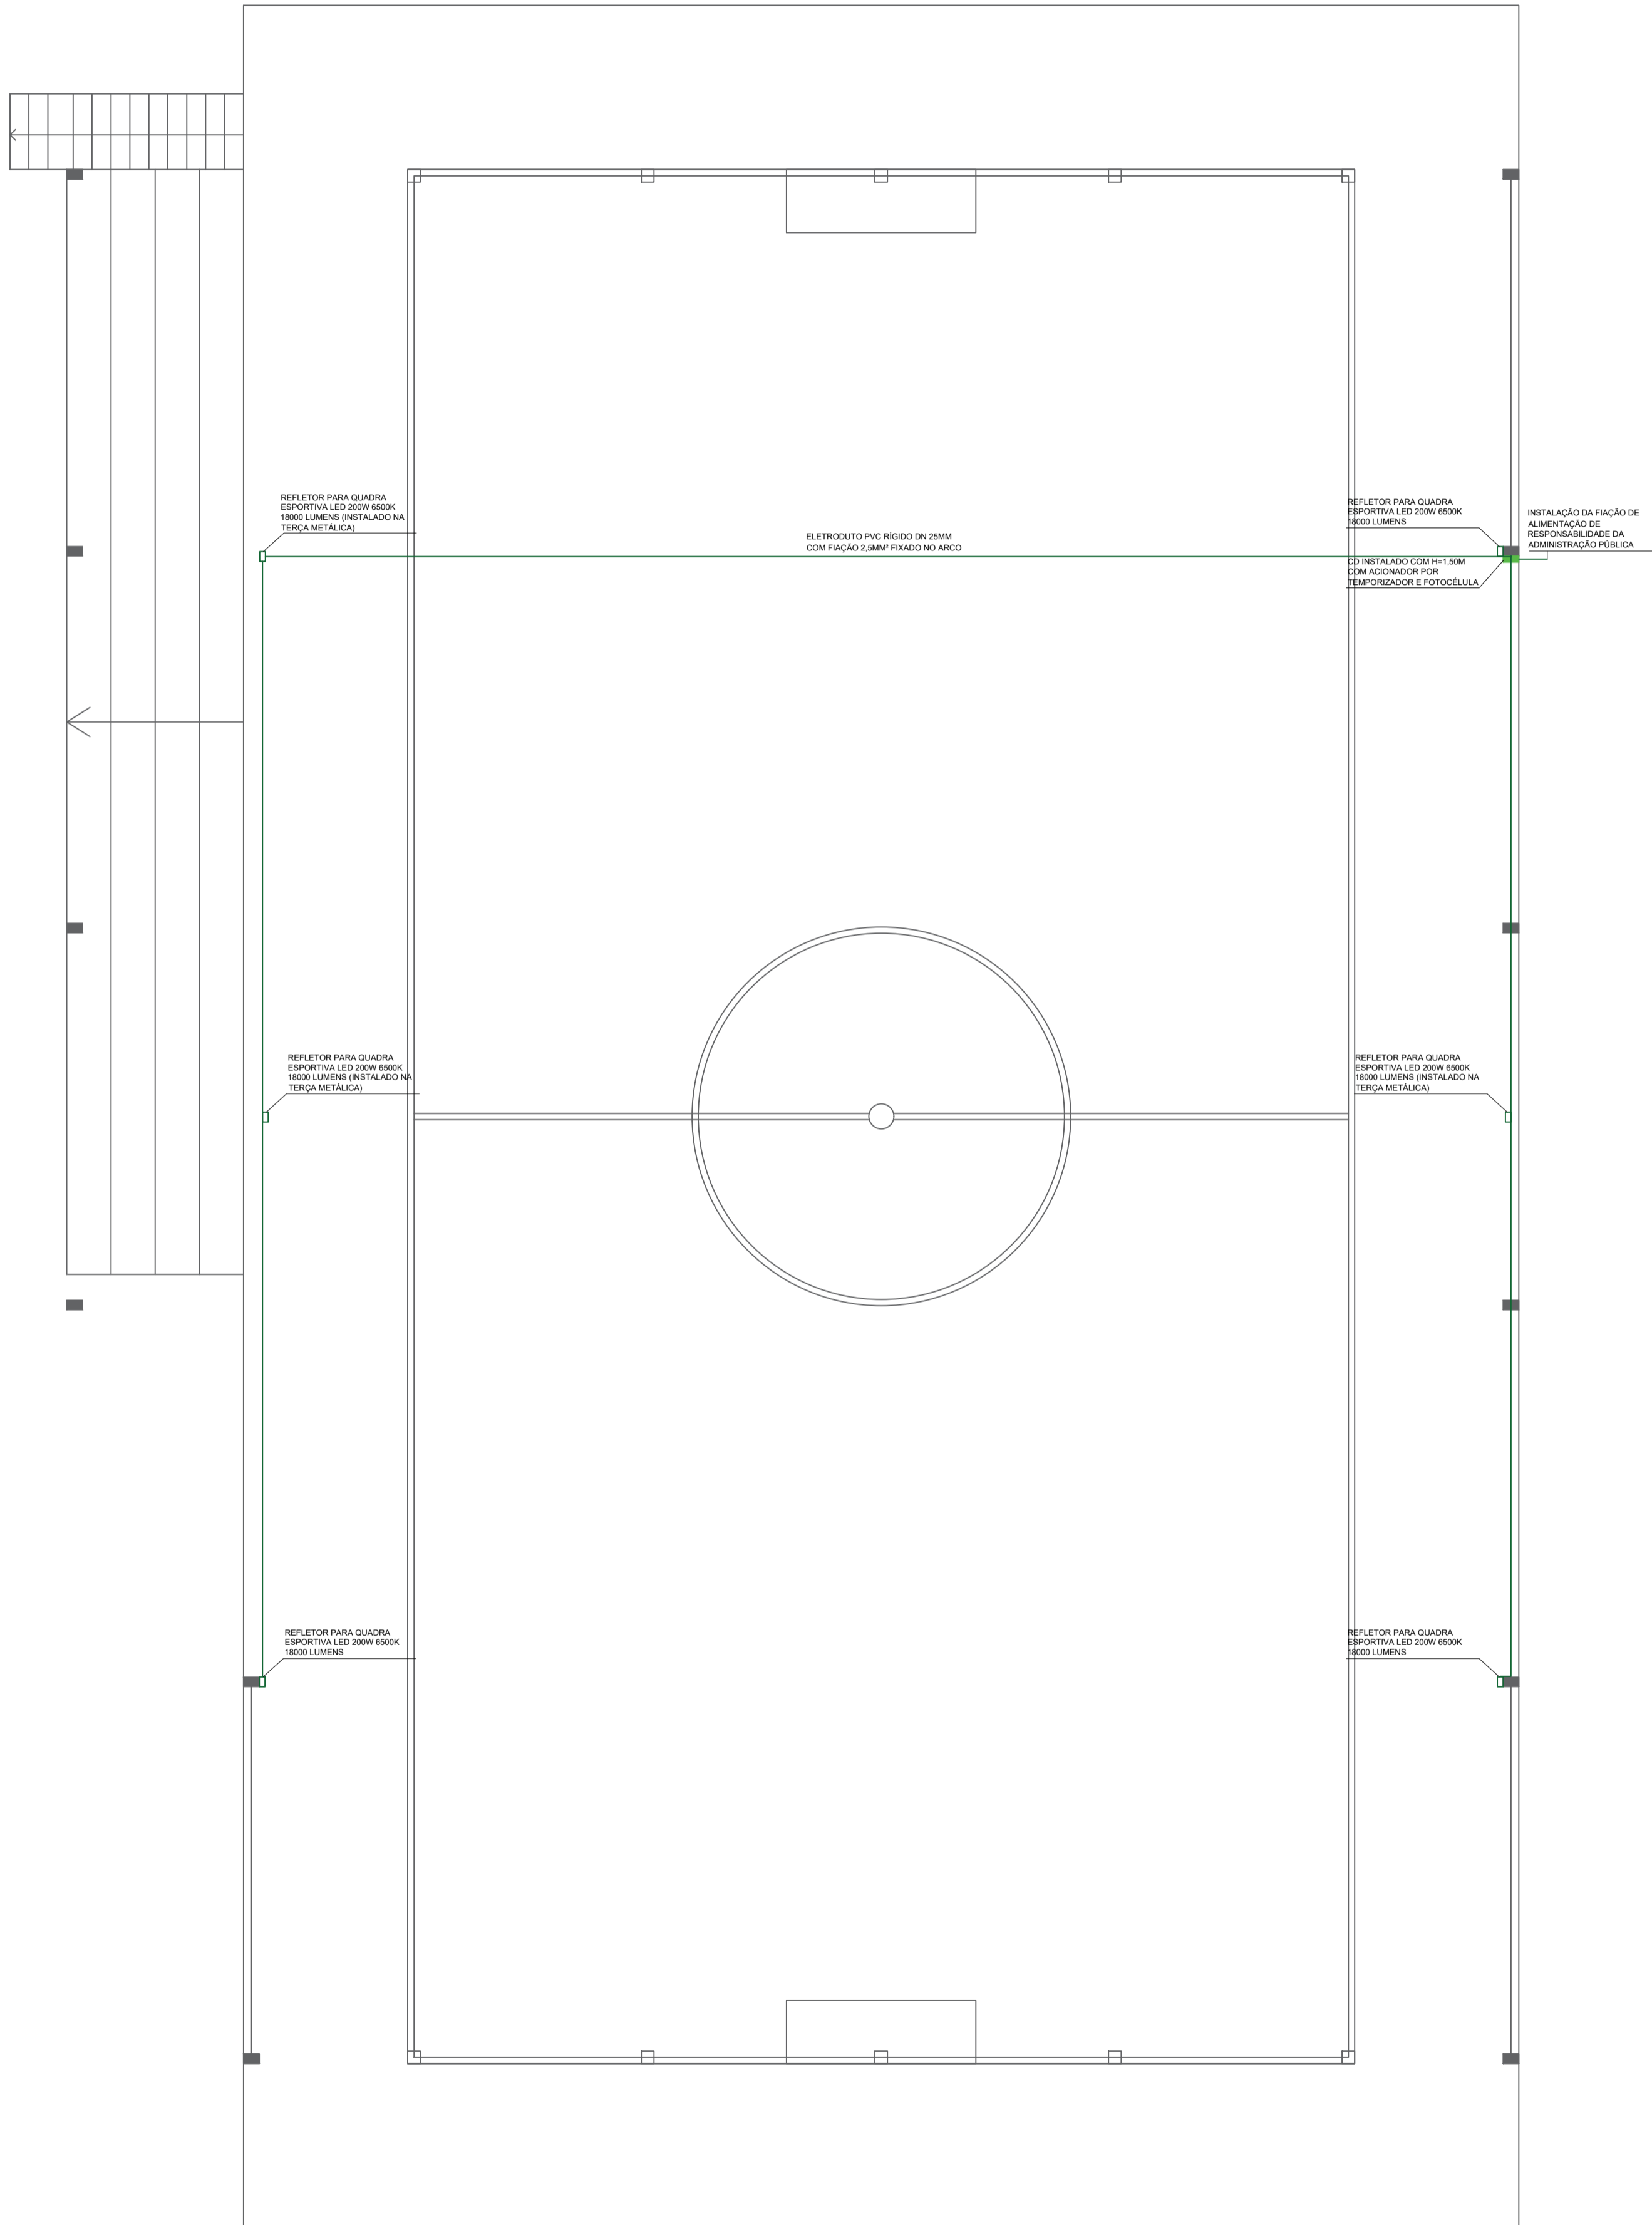 REFLETOR PARA QUADRA
ESPORTIVA LED 200W 6500K
18000 LUMENS (INSTALADO NA
TERÇA METÁLICA)
ELETRODUTO PVC RÍGIDO DN 25MM
COM FIAÇÃO 2,5MM² FIXADO NO ARCO
REFLETOR PARA QUADRA
ESPORTIVA LED 200W 6500K
18000 LUMENS
INSTALAÇÃO DA FIAÇÃO DE
ALIMENTAÇÃO DE
RESPONSABILIDADE DA
ADMINISTRAÇÃO PÚBLICA
CD INSTALADO COM H=1,50M
COM ACIONADOR POR
TEMPORIZADOR E FOTOCÉLULA
REFLETOR PARA QUADRA
ESPORTIVA LED 200W 6500K
18000 LUMENS (INSTALADO NA
TERÇA METÁLICA)
REFLETOR PARA QUADRA
ESPORTIVA LED 200W 6500K
18000 LUMENS (INSTALADO NA
TERÇA METÁLICA)
REFLETOR PARA QUADRA
ESPORTIVA LED 200W 6500K
18000 LUMENS
REFLETOR PARA QUADRA
ESPORTIVA LED 200W 6500K
18000 LUMENS